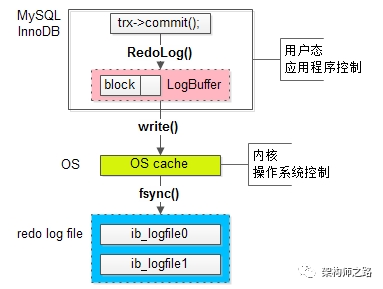 MySQL
InnoDB
trx->commit();
RedoLog()
block
LogBuffer
用户态
应用程序控制
write()
OS
OS cache
内核
操作系统控制
fsync()
redo log file
ib_logfile0
ib_logfile1
架构师之路